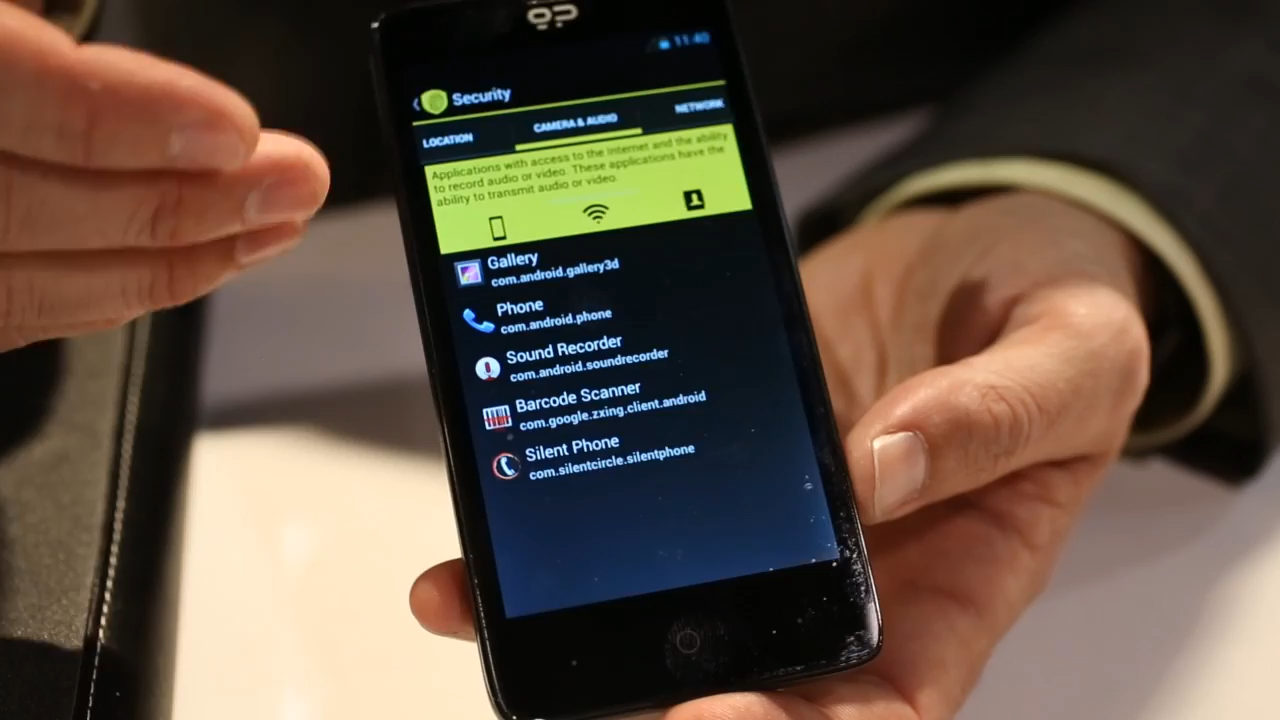 11:40
Security
LOCATION
CAMERA & AUDIO
NETWORK
Applications with access to the internet and the ability
to record audio or video. These applications have the
ability to transmit audio or video.
Gallery
com.android.gallery3d
Phone
com.android.phone
Sound Recorder
com.android.soundrecorder
Barcode Scanner
com.google.zxing.client.android
Silent Phone
com.silentcircle.silentphone